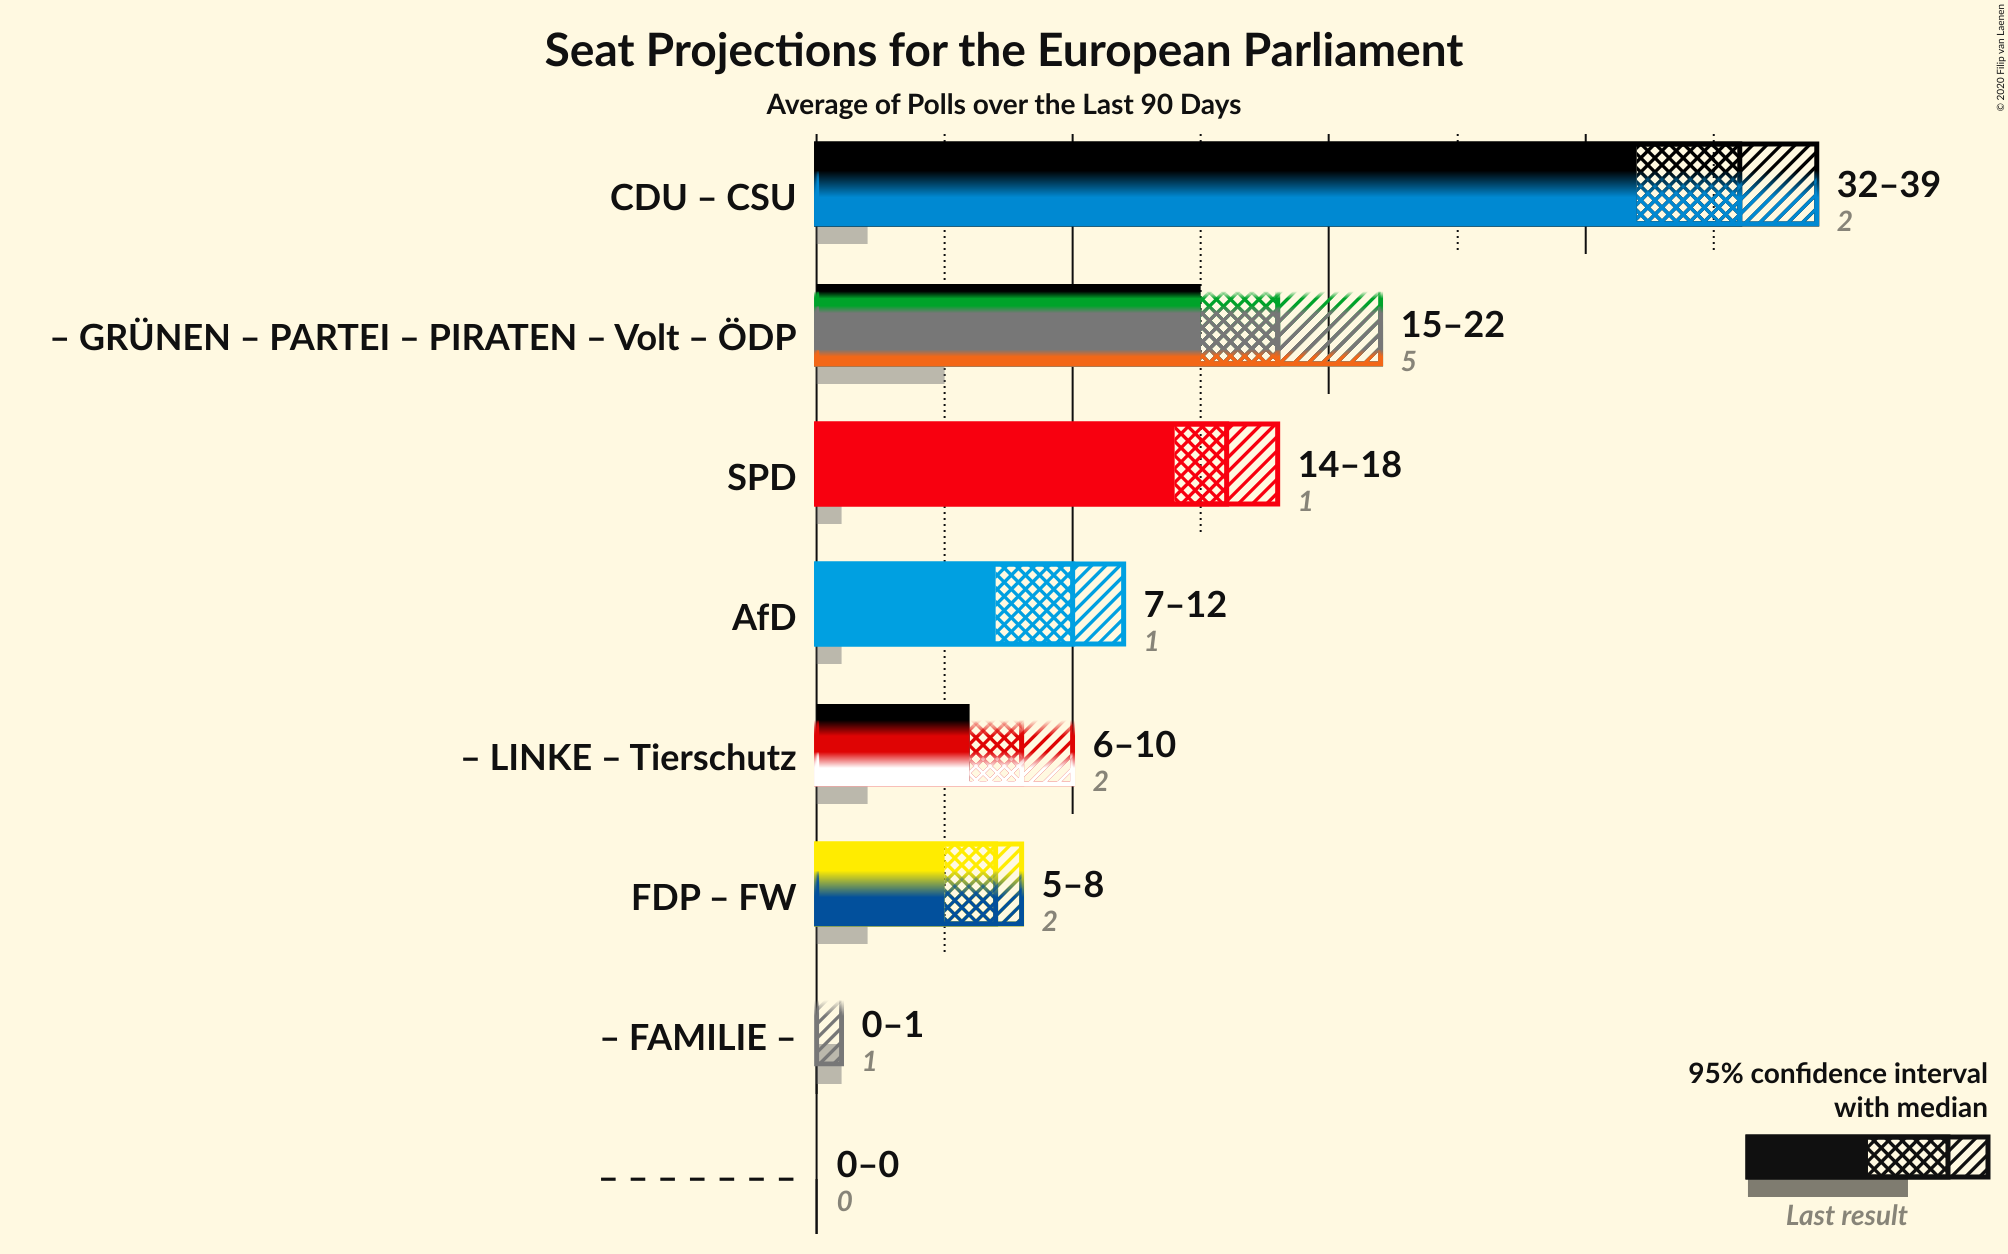 Seat Projections for the European Parliament
Average of Polls over the Last 90 Days
© 2020 Filip van Laenen
CDU – CSU
32–39
2
– GRÜNEN – PARTEI – PIRATEN – Volt – ÖDP
15–22
5
SPD
14–18
1
AfD
7–12
1
– LINKE – Tierschutz
6–10
2
FDP – FW
5–8
2
– FAMILIE –
0–1
1
– – – – – – –
0–0
0
95% confidence interval
with median
Last result